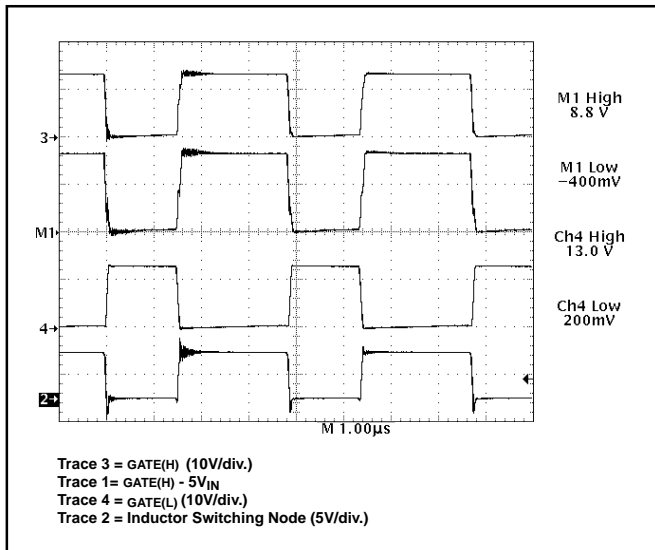 M1 High
8.8 V
3→
M1 Low
−400mV
M1
Ch4 High
13.0 V
Ch4 Low
200mV
4→
2→
M 1.00µs
Trace 3 = GATE(H) (10V/div.)
Trace 1= GATE(H) - 5VIN
Trace 4 = GATE(L) (10V/div.)
Trace 2 = Inductor Switching Node (5V/div.)